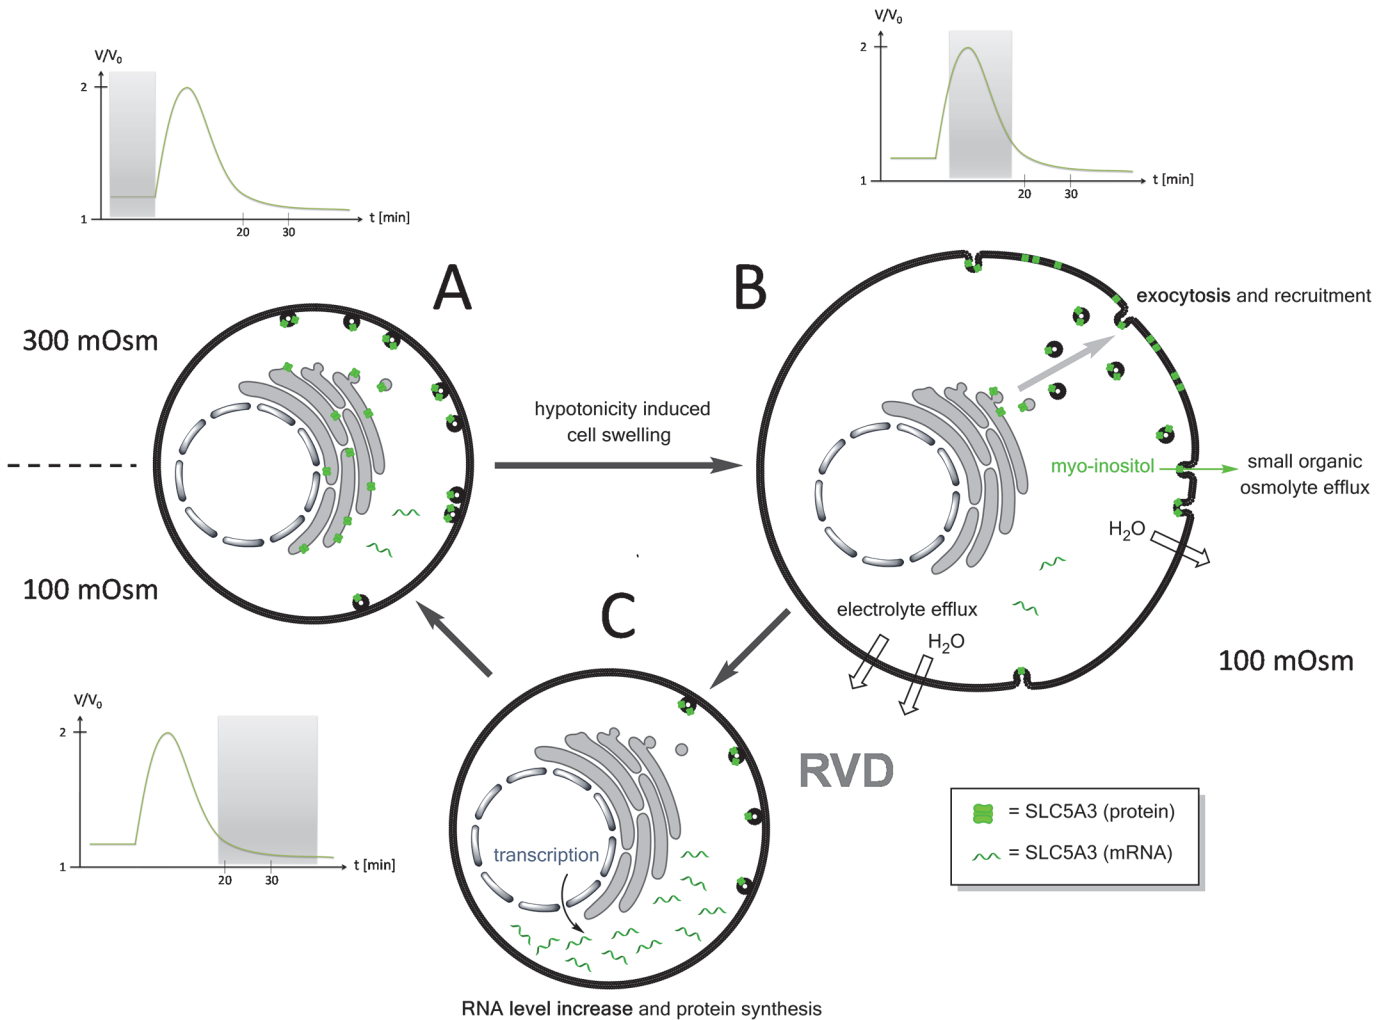 V/V0
2
1
20
30
t [min]
V/V0
2
1
20
30
t [min]
A
B
300 mOsm
100 mOsm
hypotonicity induced
cell swelling
exocytosis and recruitment
myo-inositol
small organic
osmolyte efflux
H2O
electrolyte efflux
H2O
100 mOsm
C
RVD
V/V0
2
1
20
30
t [min]
transcription
RNA level increase and protein synthesis
= SLC5A3 (protein)
= SLC5A3 (mRNA)